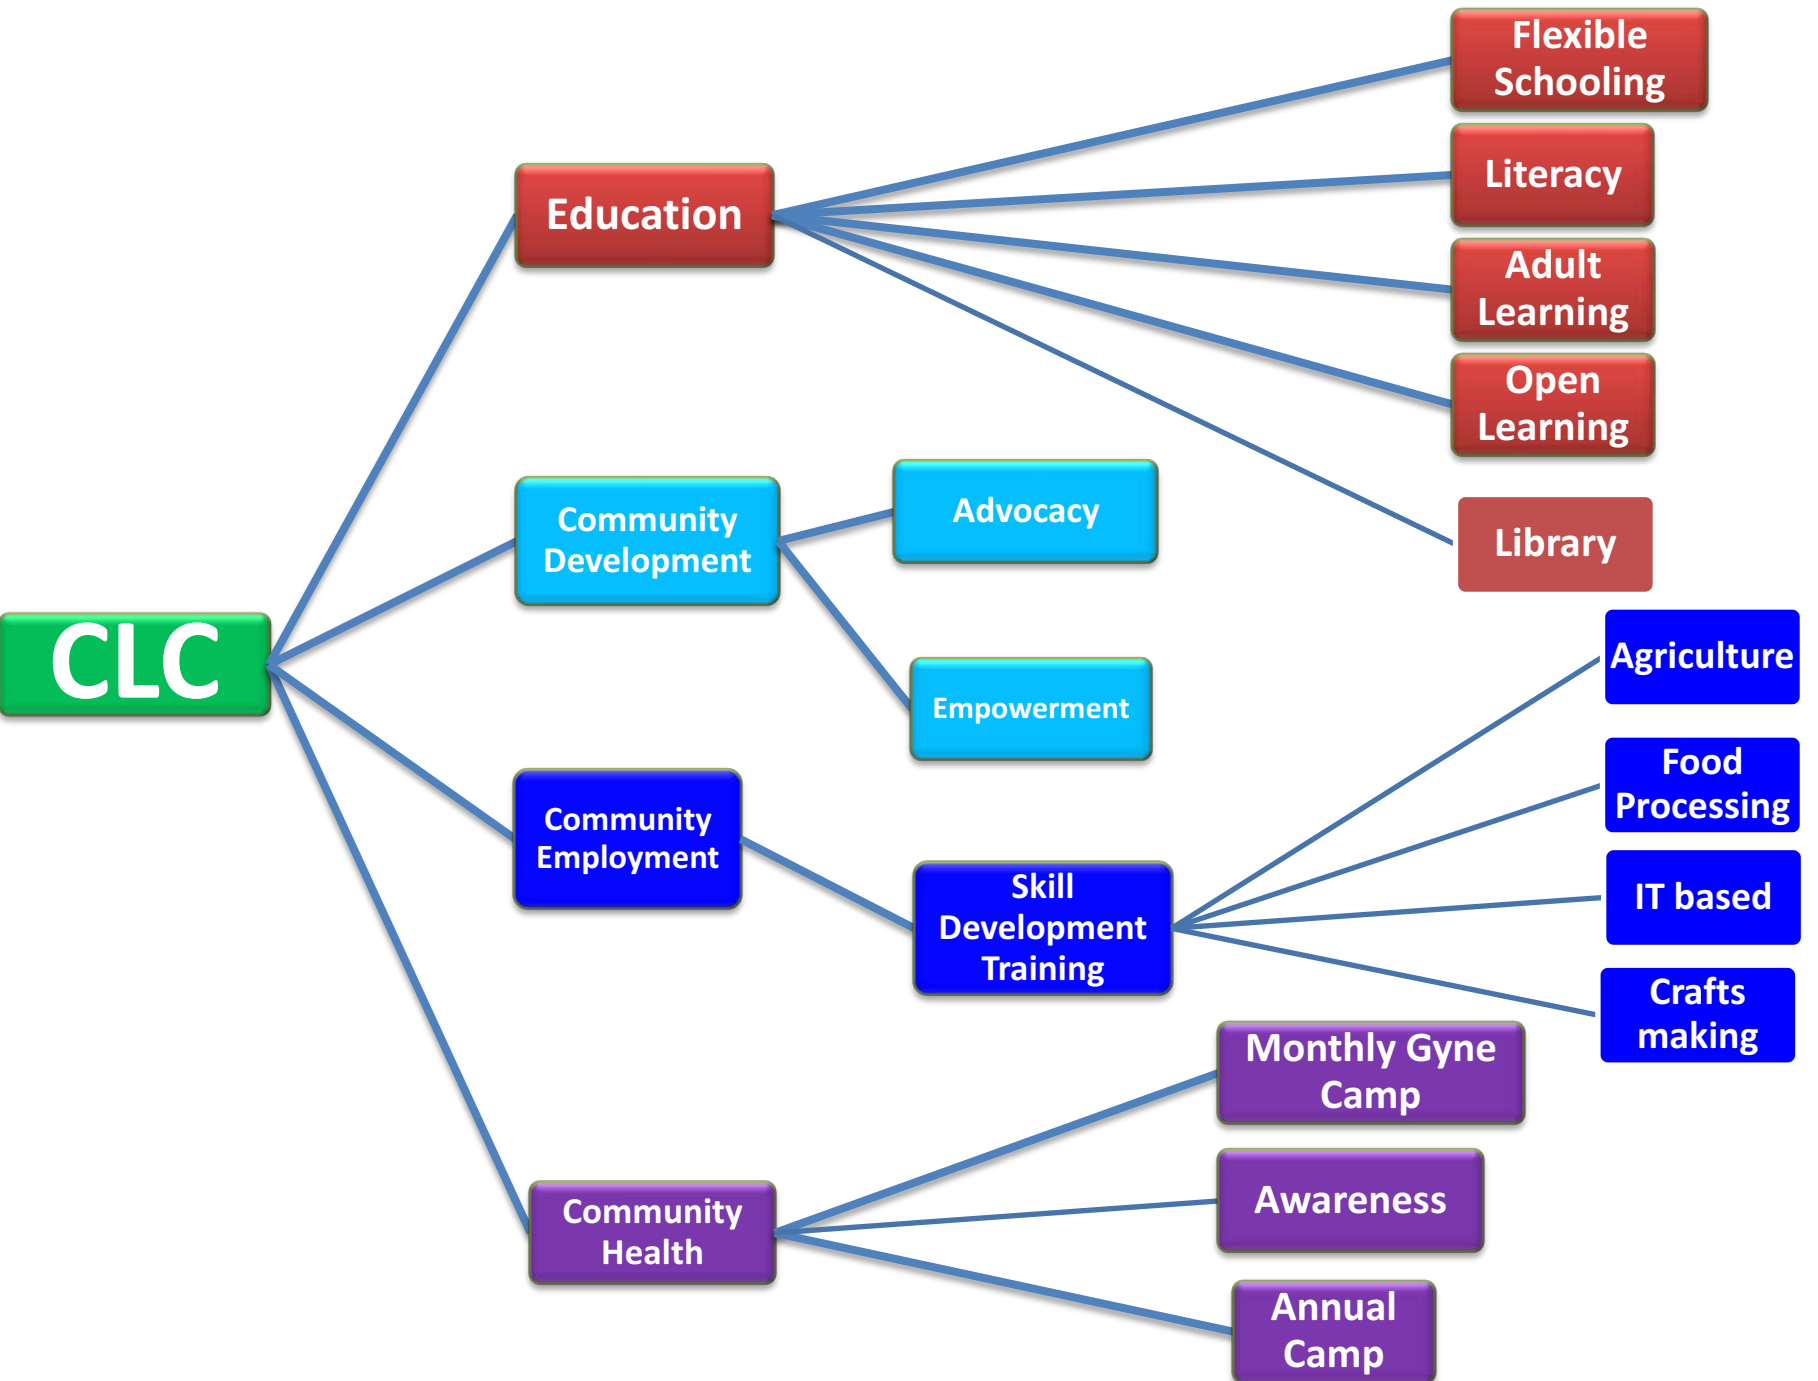 CLC
Education
Flexible
Schooling
Literacy
Adult
Learning
Open
Learning
Library
Community
Development
Advocacy
Empowerment
Community
Employment
Skill
Development
Training
Agriculture
Food
Processing
IT based
Crafts
making
Community
Health
Monthly Gyne
Camp
Awareness
Annual
Camp